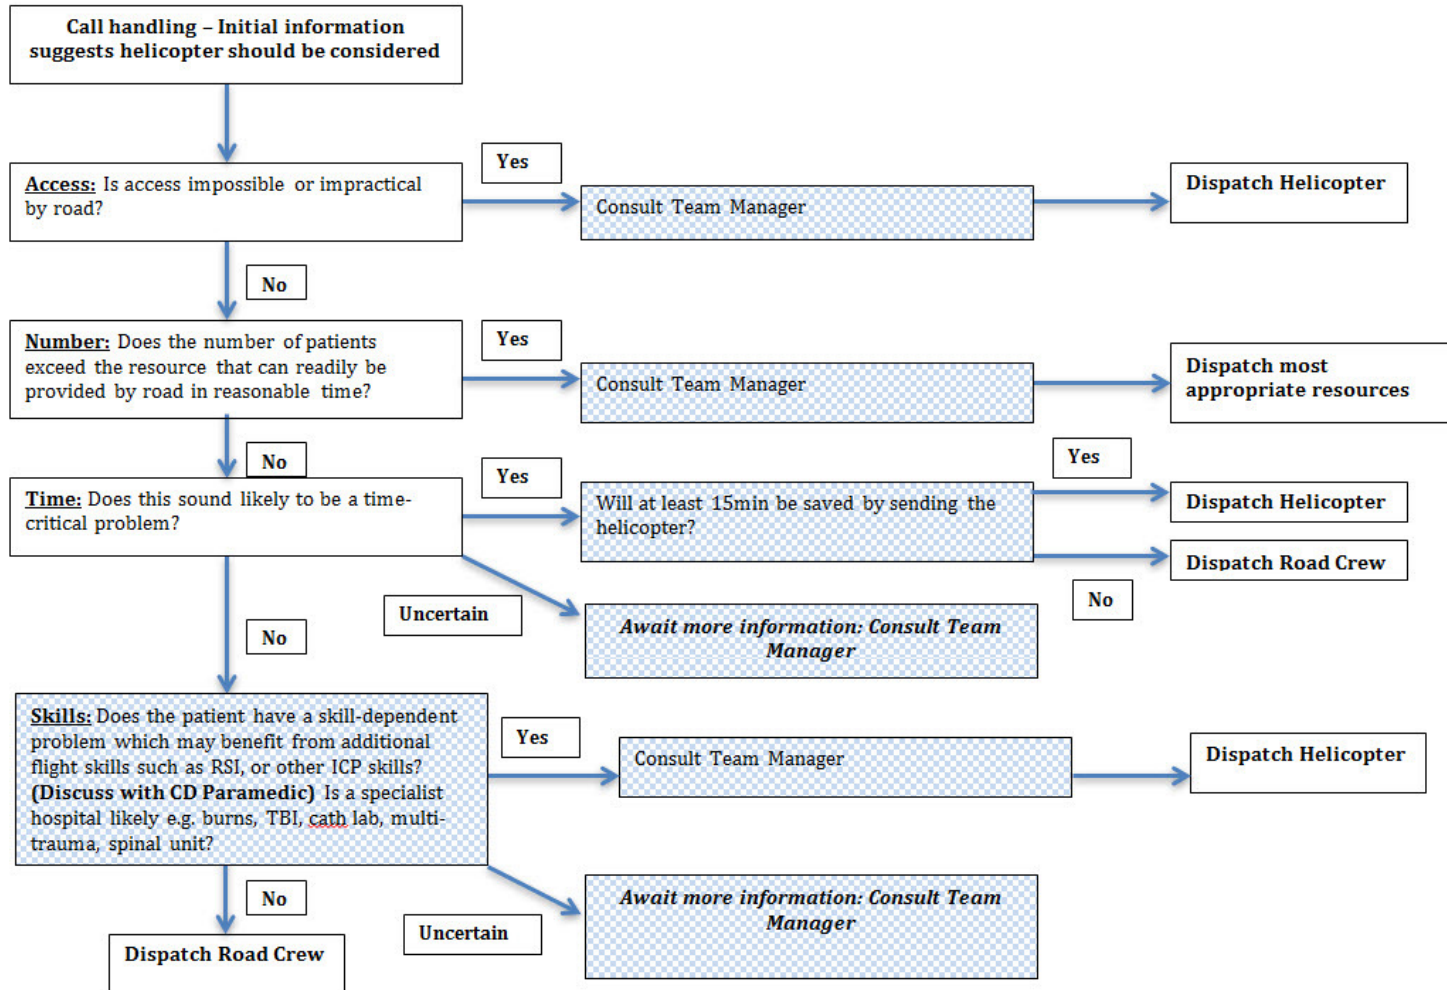 Call handling – Initial information
suggests helicopter should be considered
Access: Is access impossible or impractical
by road?
Yes
Consult Team Manager
Dispatch Helicopter
No
Number: Does the number of patients
exceed the resource that can readily be
provided by road in reasonable time?
Yes
Consult Team Manager
Dispatch most
appropriate resources
No
Time: Does this sound likely to be a time-
critical problem?
Yes
Will at least 15min be saved by sending the
helicopter?
Yes
Dispatch Helicopter
No
Dispatch Road Crew
Uncertain
Await more information: Consult Team
Manager
No
Skills: Does the patient have a skill-dependent
problem which may benefit from additional
flight skills such as RSI, or other ICP skills?
(Discuss with CD Paramedic) Is a specialist
hospital likely e.g. burns, TBI, cath lab, multi-
trauma, spinal unit?
Yes
Consult Team Manager
Dispatch Helicopter
Uncertain
Await more information: Consult Team
Manager
No
Dispatch Road Crew